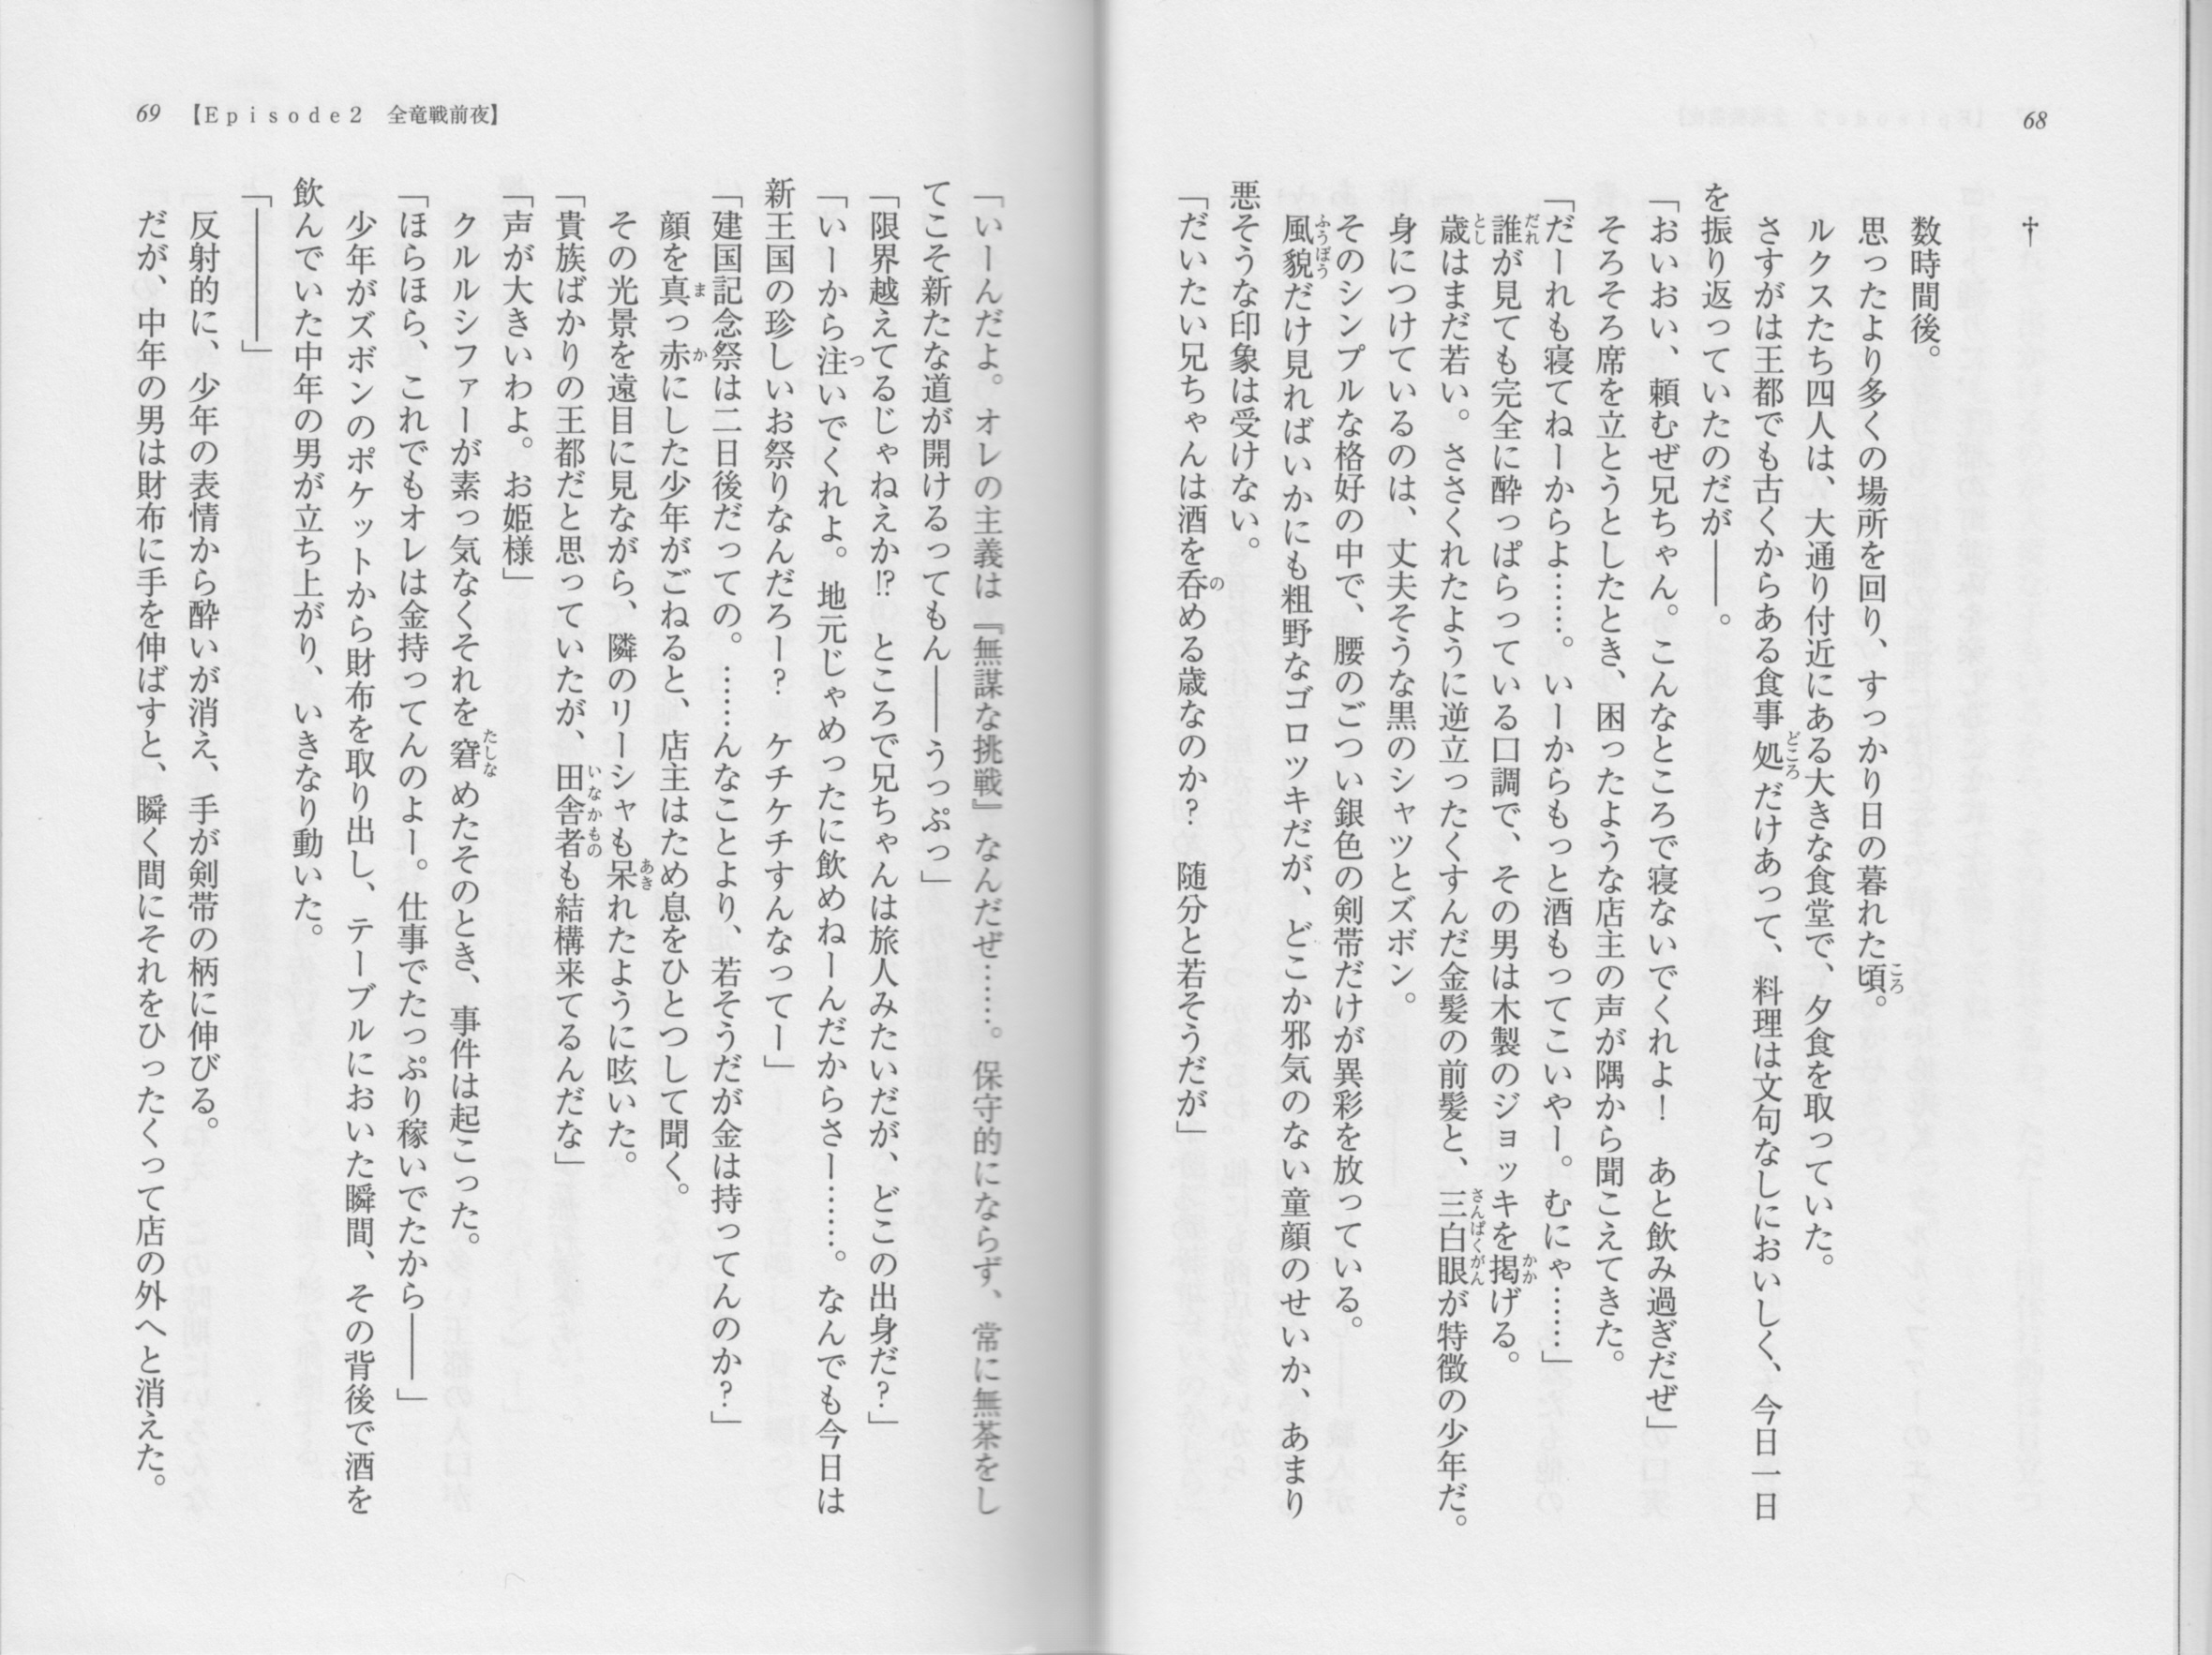 68
†
数時間後。
思ったより多くの場所を回り、すっかり日の暮れた頃。
ルクスたち四人は、大通り付近にある大きな食堂で、夕食を取っていた。
さすがは王都でも古くからある食事処だけあって、料理は文句なしにおいしく、今日一日
を振り返っていたのだが――。
「おいおい、頼むぜ兄ちゃん。こんなところで寝ないでくれよ！　あと飲み過ぎだぜ」
そろそろ席を立とうとしたとき、困ったような店主の声が隅から聞こえてきた。
「だーれも寝てねーからよ……。いーからもっと酒もってこいやー。むにゃ……」
誰が見ても完全に酔っぱらっている口調で、その男は木製のジョッキを掲げる。
歳はまだ若い。ささくれたように逆立ったくすんだ金髪の前髪と、三白眼が特徴の少年だ。
身につけているのは、丈夫そうな黒のシャツとズボン。
そのシンプルな格好の中で、腰のごつい銀色の剣帯だけが異彩を放っている。
風貌だけ見ればいかにも粗野なゴロツキだが、どこか邪気のない童顔のせいか、あまり
悪そうな印象は受けない。
「だいたい兄ちゃんは酒を呑める歳なのか？　随分と若そうだが」
69　【Ｅｐｉｓｏｄｅ２　全竜戦前夜】
「いーんだよ。オレの主義は『無謀な挑戦』なんだぜ……。保守的にならず、常に無茶をし
てこそ新たな道が開けるってもん――うっぷっ」
「限界越えてるじゃねえか!?　ところで兄ちゃんは旅人みたいだが、どこの出身だ？」
「いーから注いでくれよ。地元じゃめったに飲めねーんだからさー……。なんでも今日は
新王国の珍しいお祭りなんだろー？　ケチケチすんなってー」
「建国記念祭は二日後だっての。……んなことより、若そうだが金は持ってんのか？」
顔を真っ赤にした少年がごねると、店主はため息をひとつして聞く。
その光景を遠目に見ながら、隣のリーシャも呆れたように呟いた。
「貴族ばかりの王都だと思っていたが、田舎者も結構来てるんだな」
「声が大きいわよ。お姫様」
クルルシファーが素っ気なくそれを窘めたそのとき、事件は起こった。
「ほらほら、これでもオレは金持ってんのよー。仕事でたっぷり稼いでたから――」
少年がズボンのポケットから財布を取り出し、テーブルにおいた瞬間、その背後で酒を
飲んでいた中年の男が立ち上がり、いきなり動いた。
「――――」
反射的に、少年の表情から酔いが消え、手が剣帯の柄に伸びる。
だが、中年の男は財布に手を伸ばすと、瞬く間にそれをひったくって店の外へと消えた。